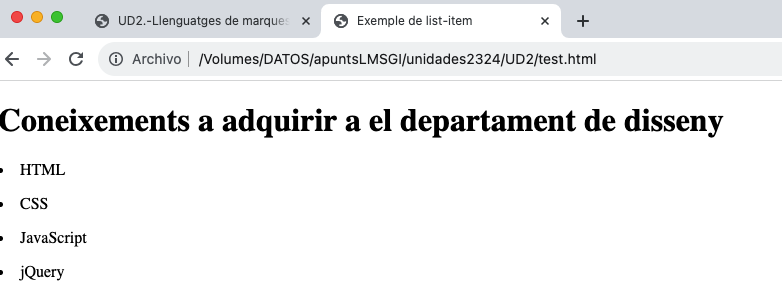 UD2.-Llenguatges de marques
Exemple de list-item
Archivo /Volumes/DATOS/apuntsLMSGI/unidades2324/UD2/test.html
Coneixements a adquirir a el departament de disseny
• HTML
• CSS
• JavaScript
• jQuery